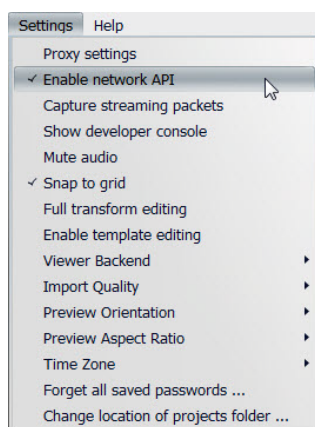 Settings Help
Proxy settings
✓ Enable network API
Capture streaming packets
Show developer console
Mute audio
✓ Snap to grid
Full transform editing
Enable template editing
Viewer Backend
Import Quality
Preview Orientation
Preview Aspect Ratio
Time Zone
Forget all saved passwords ...
Change location of projects folder ...